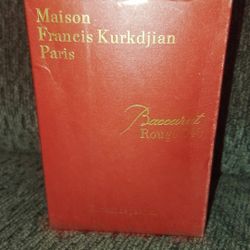 Maison
Francis Kurkdjian
Paris
Baccarat
Rouge